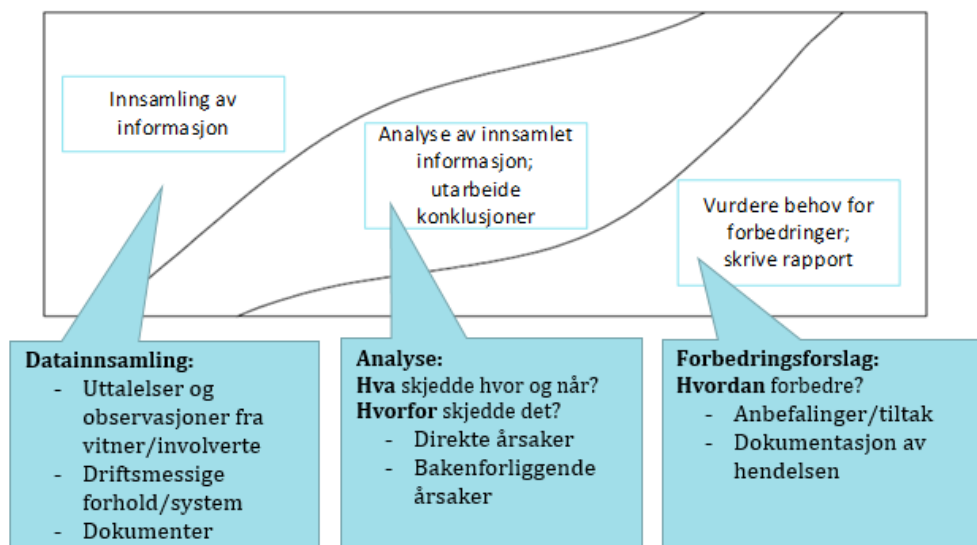 Innsamling av
informasjon
Analyse av innsamlet
informasjon;
utarbeide
konklusjoner
Vurdere behov for
forbedringer;
skrive rapport
Datainnsamling:
- Uttalelser og
observasjoner fra
vitner/involverte
- Driftsmessige
forhold/system
- Dokumenter
Analyse:
Hva skjedde hvor og når?
Hvorfor skjedde det?
- Direkte årsaker
- Bakenforliggende
årsaker
Forbedringsforslag:
Hvordan forbedre?
- Anbefalinger/tiltak
- Dokumentasjon av
hendelsen